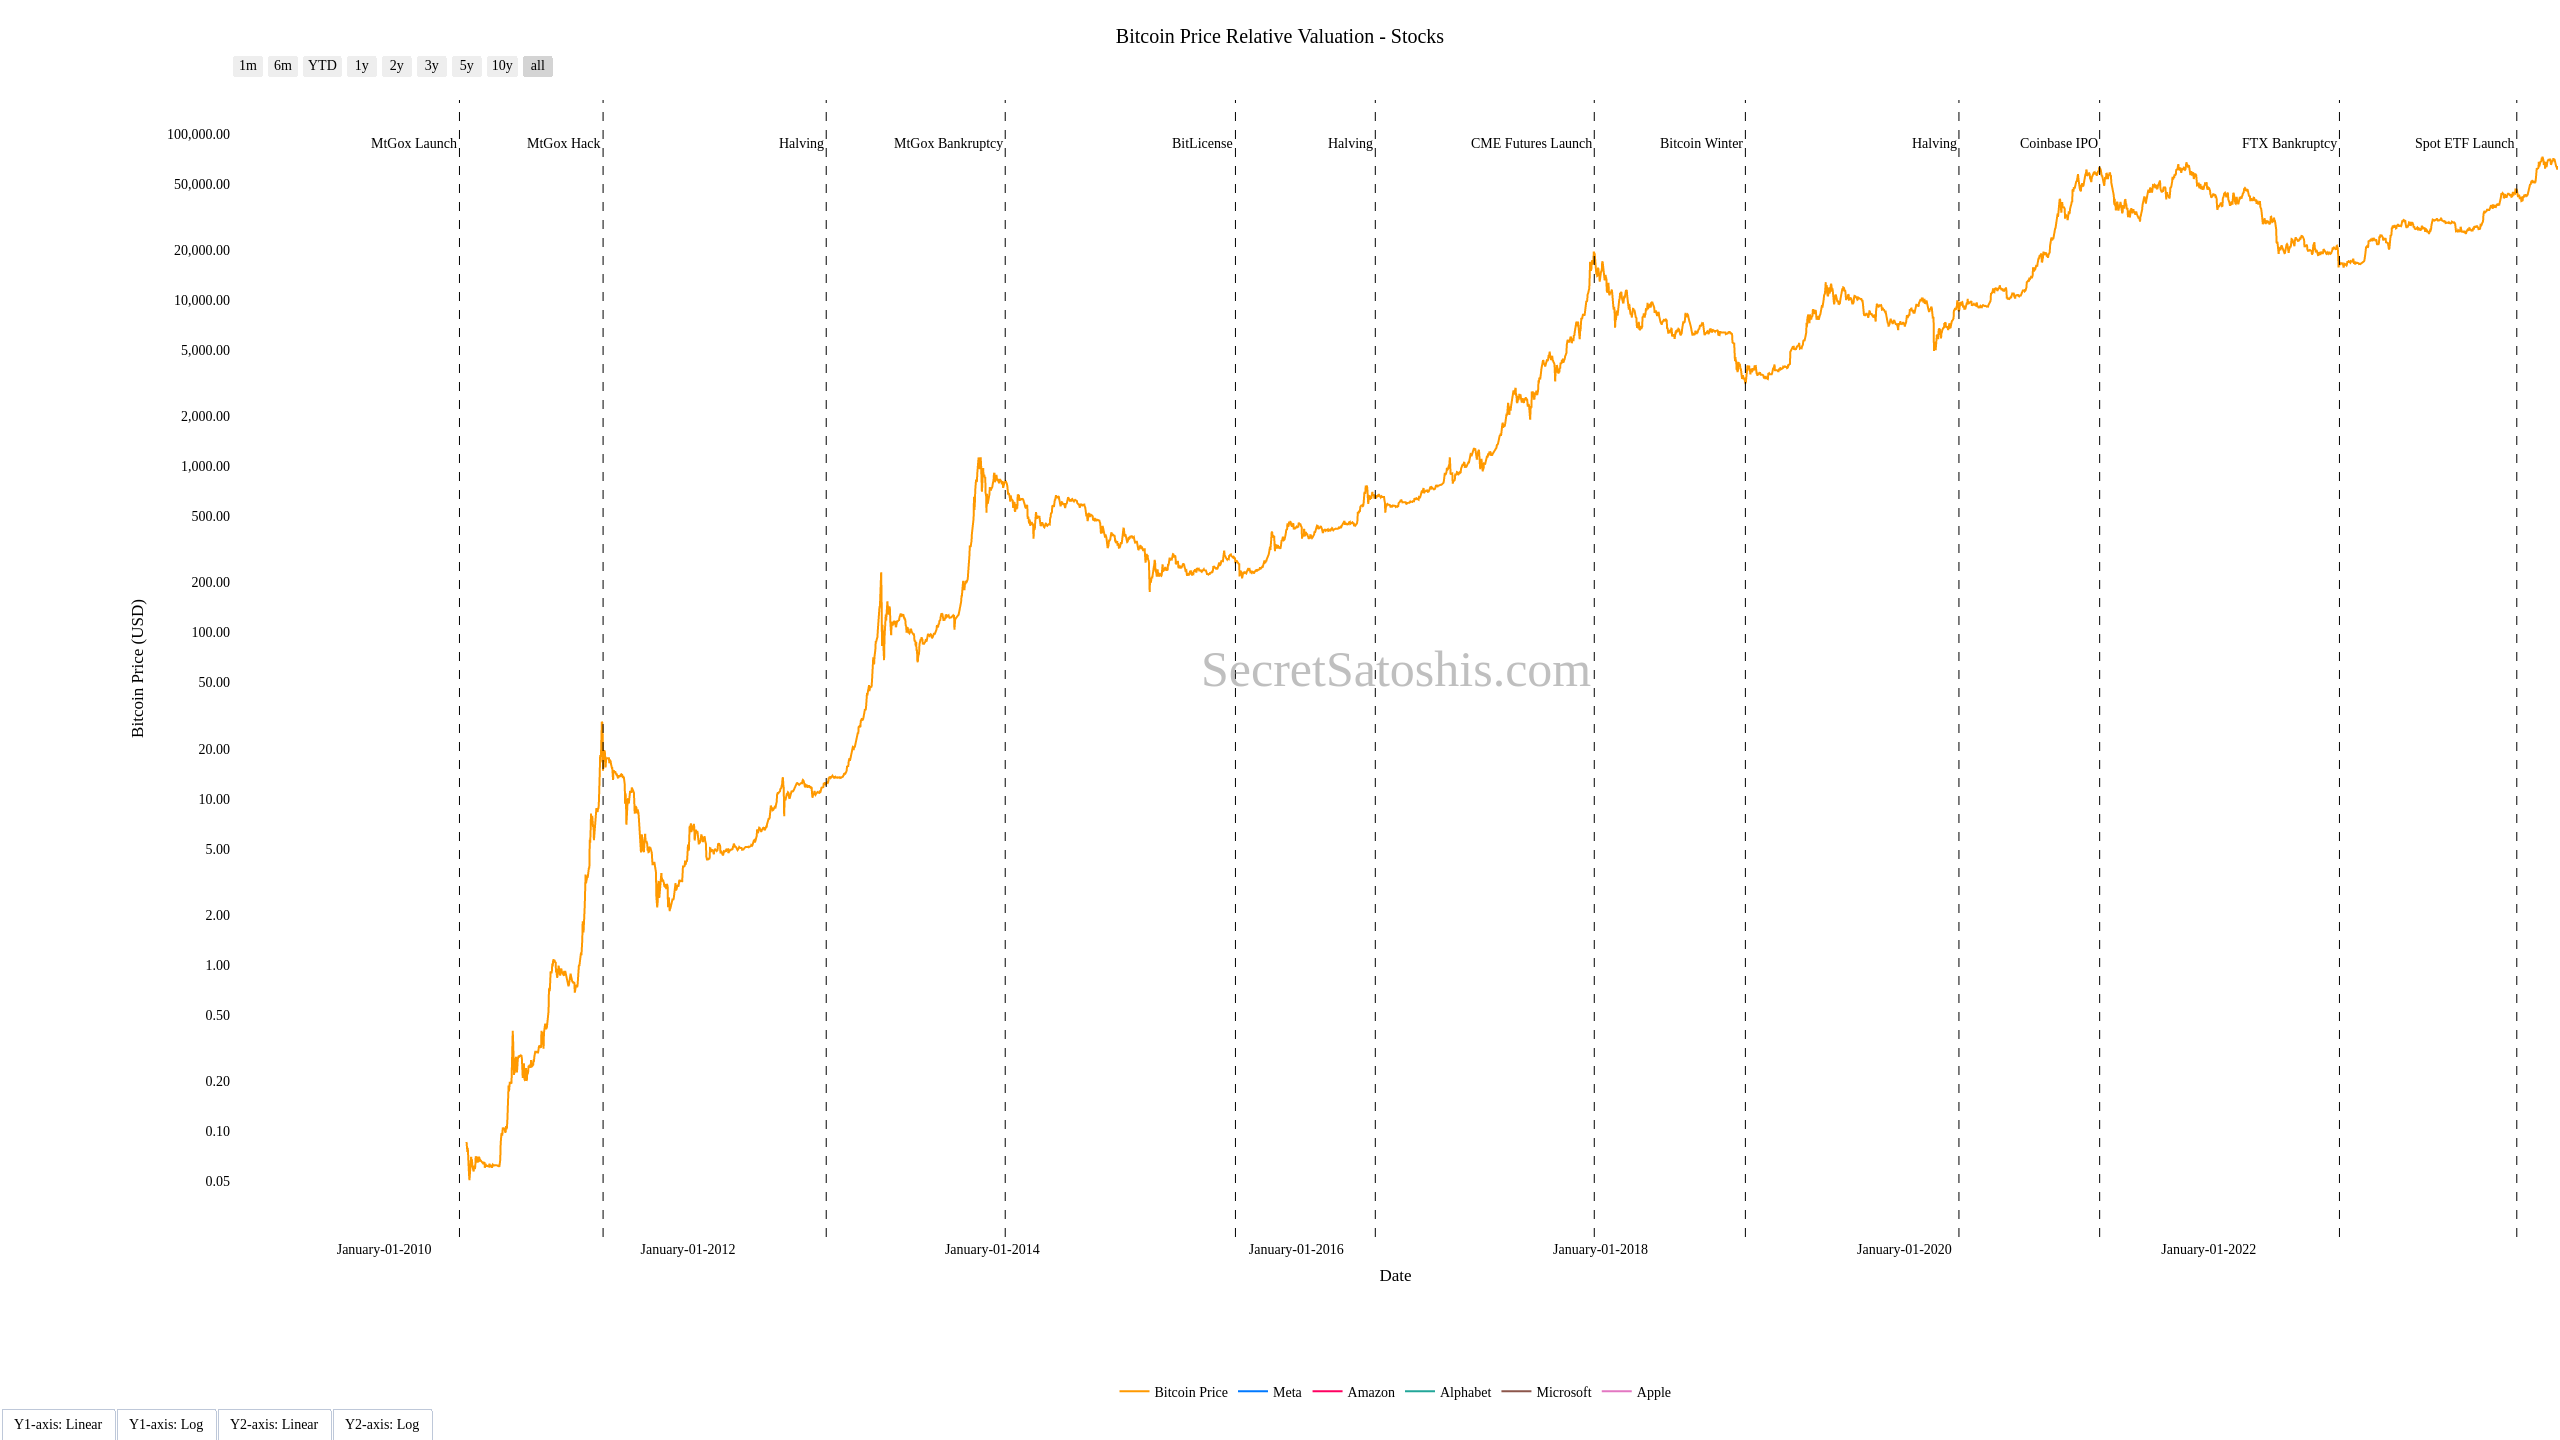 Bitcoin Price Relative Valuation - Stocks
1m 6m YTD 1y 2y 3y 5y 10y all
MtGox Launch MtGox Hack Halving MtGox Bankruptcy BitLicense Halving CME Futures Launch Bitcoin Winter Halving Coinbase IPO FTX Bankruptcy Spot ETF Launch
100,000.00
50,000.00
20,000.00
10,000.00
5,000.00
2,000.00
1,000.00
500.00
200.00
100.00
50.00
20.00
10.00
5.00
2.00
1.00
0.50
0.20
0.10
0.05
Bitcoin Price (USD)
SecretSatoshis.com
January-01-2010 January-01-2012 January-01-2014 January-01-2016 January-01-2018 January-01-2020 January-01-2022
Date
Bitcoin Price Meta Amazon Alphabet Microsoft Apple
Y1-axis: Linear Y1-axis: Log Y2-axis: Linear Y2-axis: Log